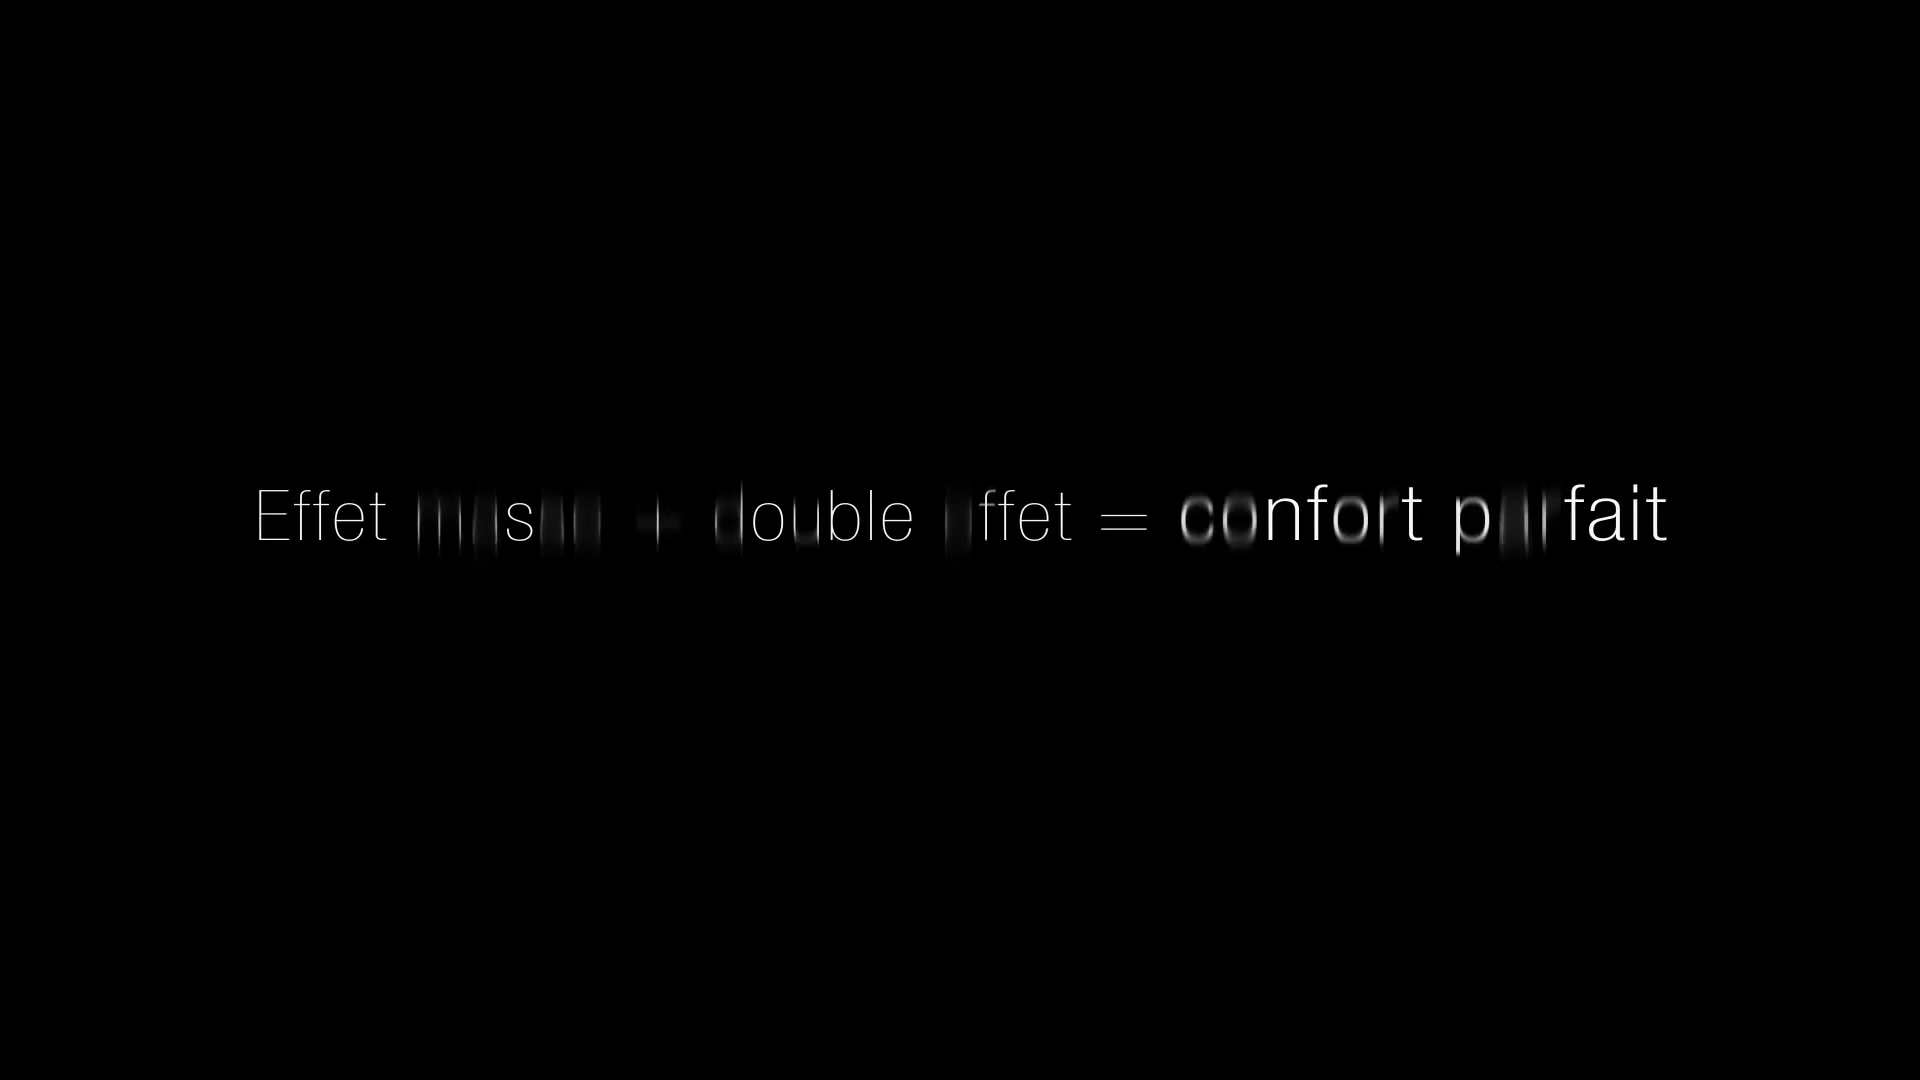 Effet + double effet = confort parfait